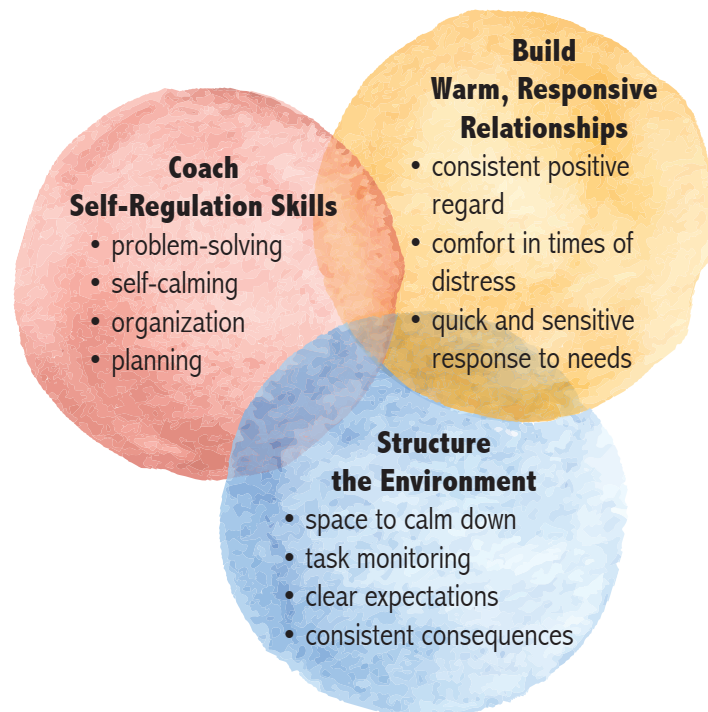 Build
Warm, Responsive
Relationships
• consistent positive
regard
• comfort in times of
distress
• quick and sensitive
response to needs
Coach
Self-Regulation Skills
• problem-solving
• self-calming
• organization
• planning
Structure
the Environment
• space to calm down
• task monitoring
• clear expectations
• consistent consequences